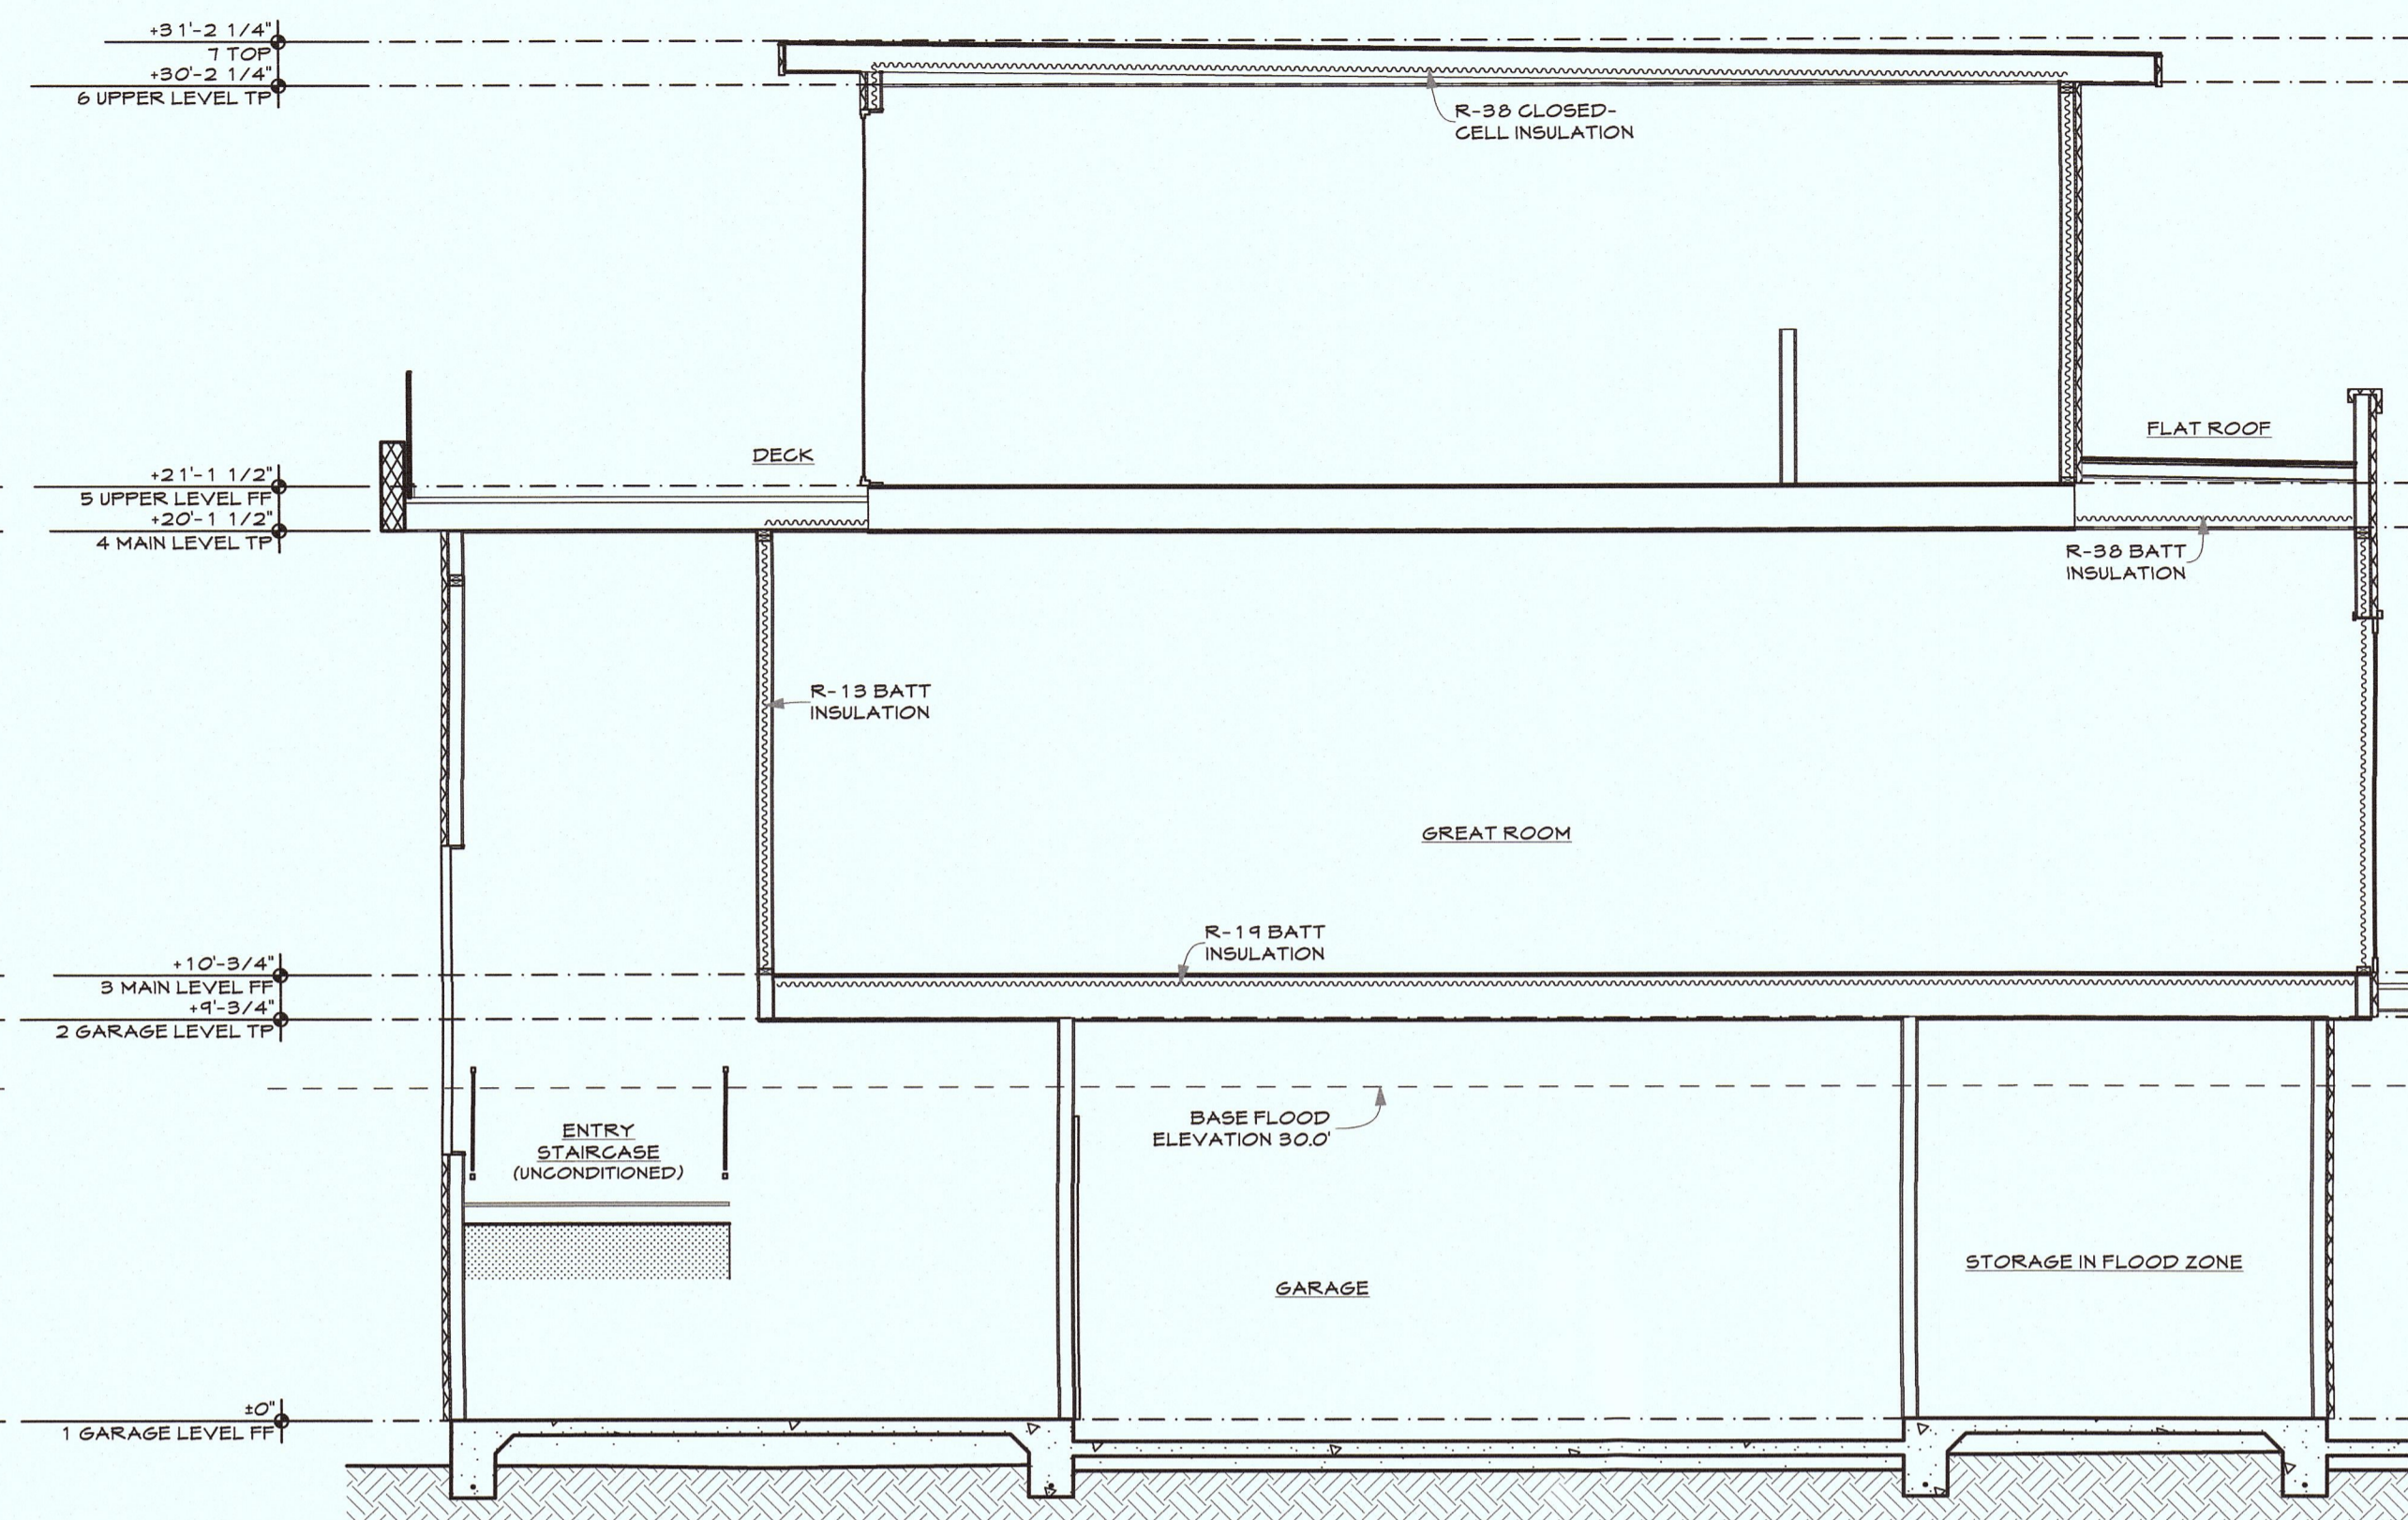 +31'-2 1/4"
7 TOP
+30'-2 1/4"
6 UPPER LEVEL TP
R-38 CLOSED-
CELL INSULATION
DECK
FLAT ROOF
+21'-1 1/2"
5 UPPER LEVEL FF
+20'-1 1/2"
4 MAIN LEVEL TP
R-38 BATT
INSULATION
R-13 BATT
INSULATION
GREAT ROOM
R-19 BATT
INSULATION
+10'-3/4"
3 MAIN LEVEL FF
+9'-3/4"
2 GARAGE LEVEL TP
BASE FLOOD
ELEVATION 30.0'
ENTRY
STAIRCASE
(UNCONDITIONED)
STORAGE IN FLOOD ZONE
GARAGE
±0"
1 GARAGE LEVEL FF